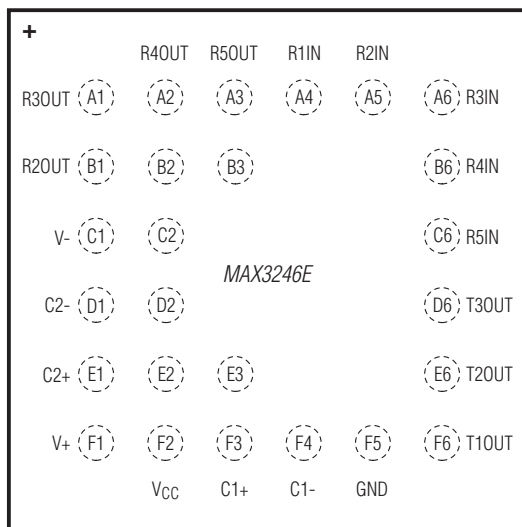 +
R4OUT R5OUT R1IN R2IN
R3OUT A1 A2 A3 A4 A5 A6 R3IN
R2OUT B1 B2 B3 B6 R4IN
V- C1 C2 C6 R5IN
MAX3246E
C2- D1 D2 D6 T3OUT
C2+ E1 E2 E3 E6 T2OUT
V+ F1 F2 F3 F4 F5 F6 T1OUT
VCC C1+ C1- GND